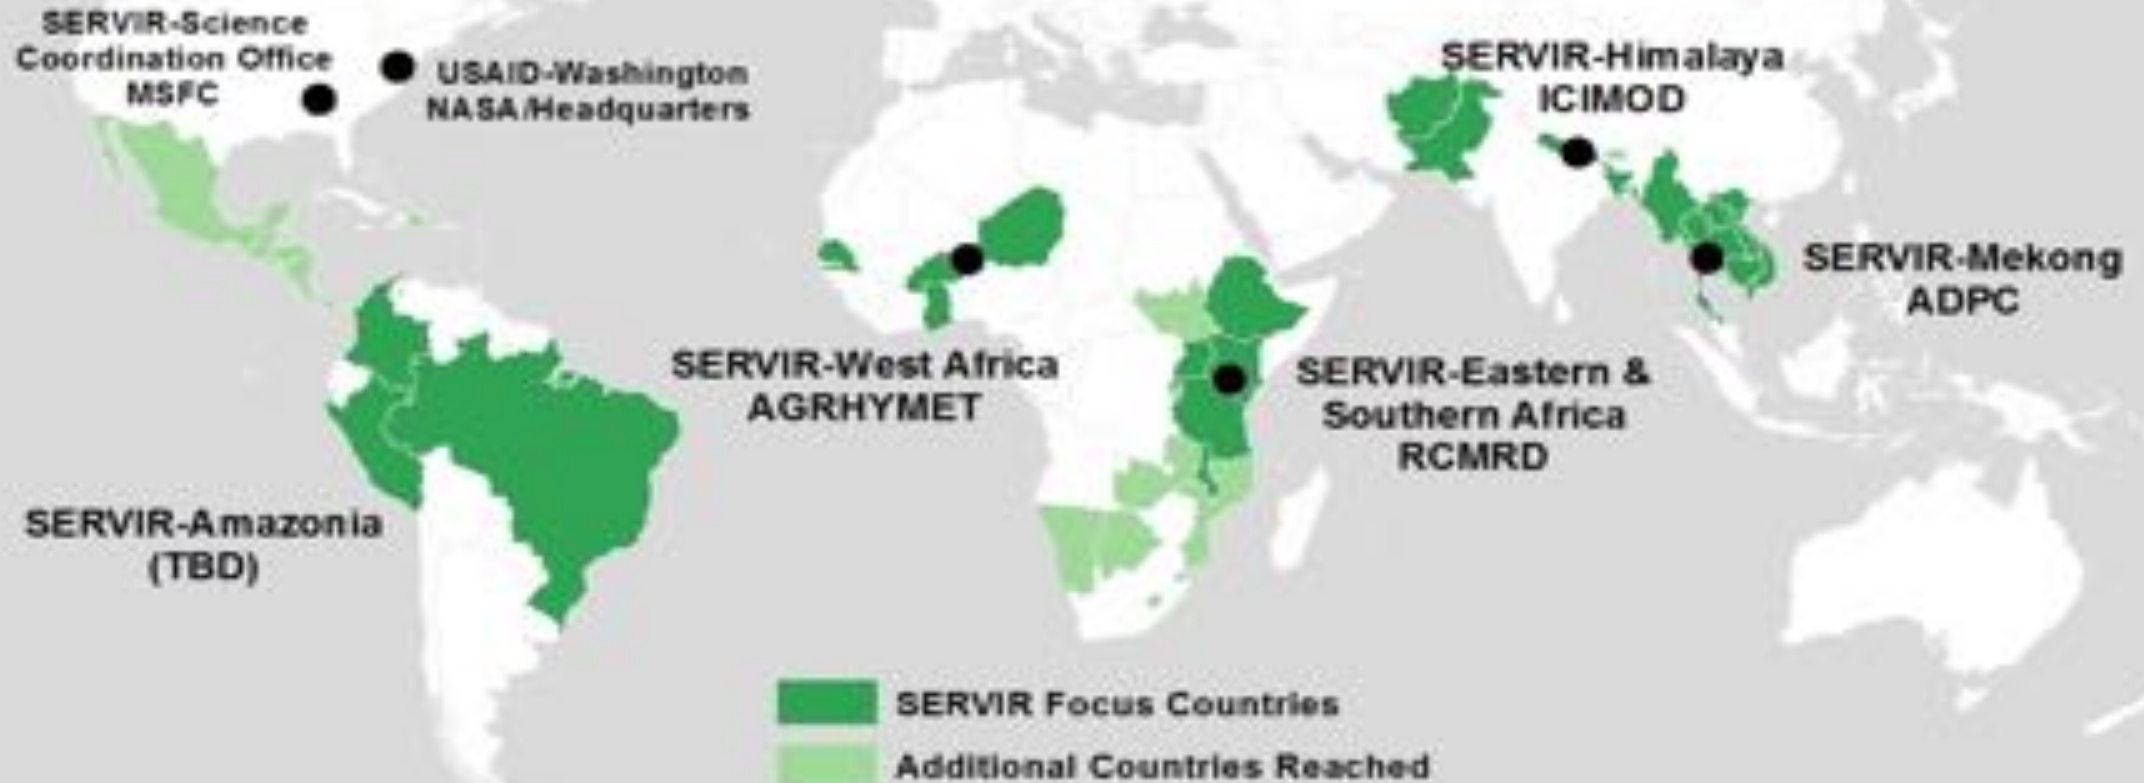 SERVIR-Science
Coordination Office
MSFC
USAID-Washington
NASA/Headquarters
SERVIR-Himalaya
ICIMOD
SERVIR-Mekong
ADPC
SERVIR-West Africa
AGRHYMET
SERVIR-Eastern &
Southern Africa
RCMRD
SERVIR-Amazonia
(TBD)
SERVIR Focus Countries
Additional Countries Reached